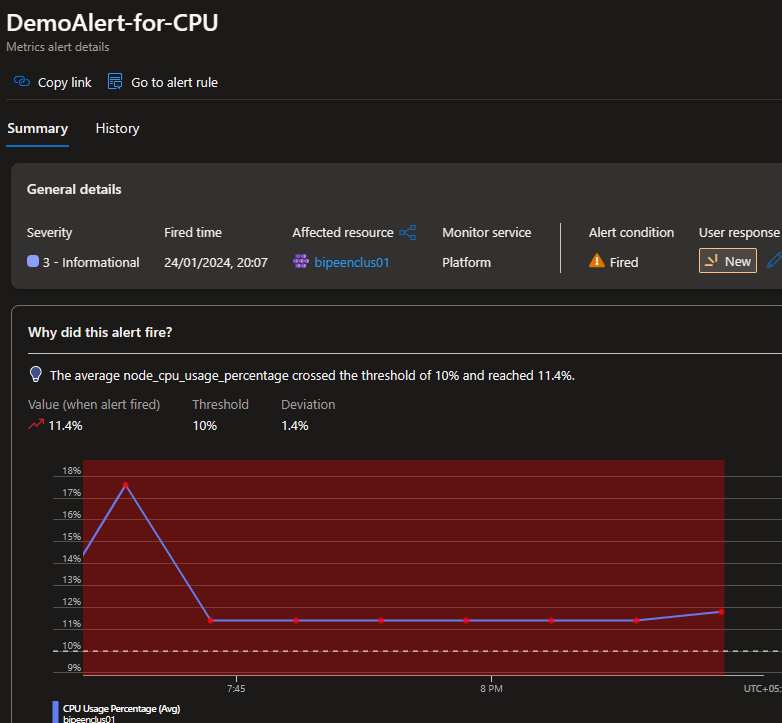 DemoAlert-for-CPU
Metrics alert details
Copy link Go to alert rule
Summary History
General details
Severity Fired time Affected resource Monitor service Alert condition User response
3 - Informational 24/01/2024, 20:07 bipeenclus01 Platform Fired New
Why did this alert fire?
The average node_cpu_usage_percentage crossed the threshold of 10% and reached 11.4%.
Value (when alert fired) Threshold Deviation
11.4% 10% 1.4%
18%
17%
16%
15%
14%
13%
12%
11%
10%
9%
7:45 8 PM UTC+05:
CPU Usage Percentage (Avg)
bipeenclus01